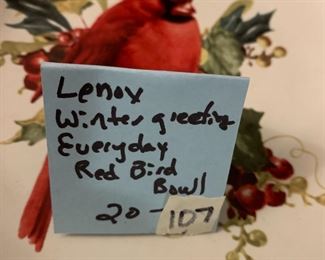 Lenox
Winter greeting
Everyday
Red Bird
Bowl
20- 107